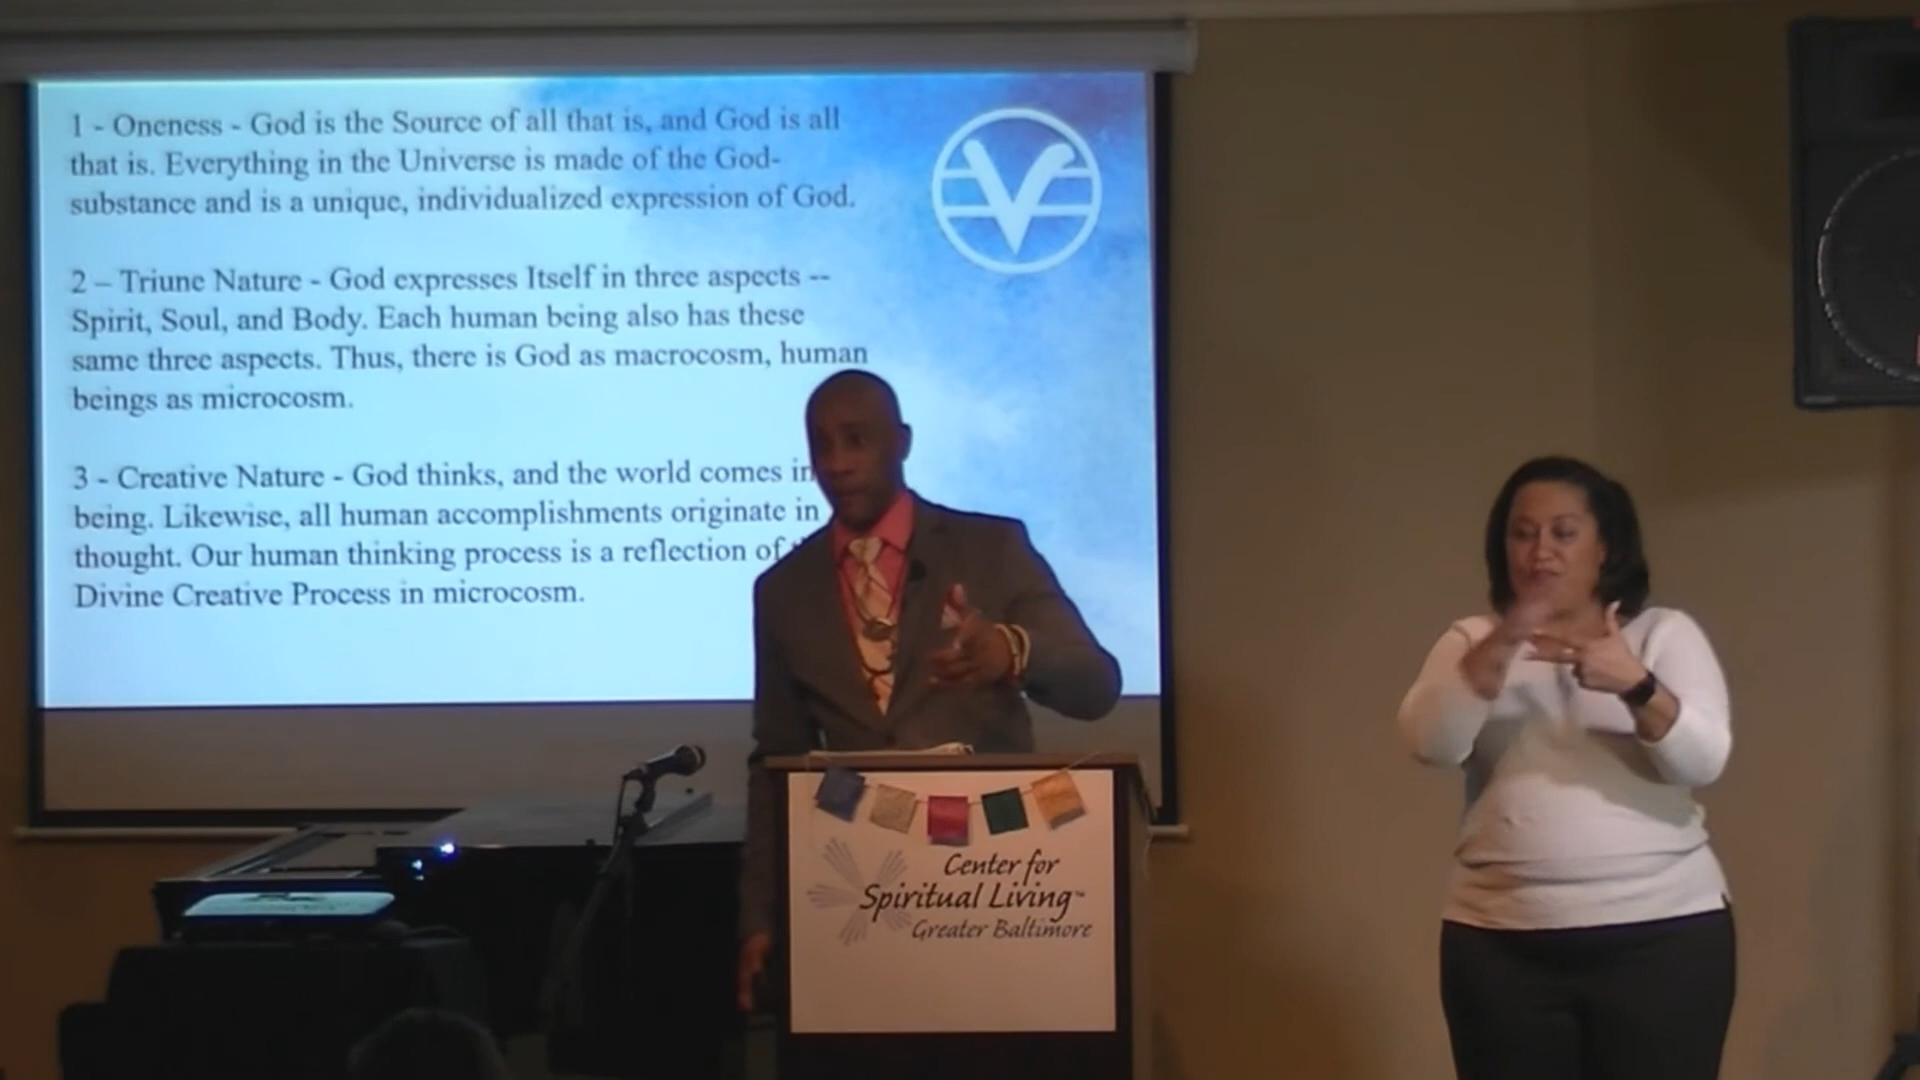 1 - Oneness - God is the Source of all that is, and God is all
that is. Everything in the Universe is made of the God-
substance and is a unique, individualized expression of God.
2 – Triune Nature - God expresses Itself in three aspects --
Spirit, Soul, and Body. Each human being also has these
same three aspects. Thus, there is God as macrocosm, human
beings as microcosm.
3 - Creative Nature - God thinks, and the world comes in
being. Likewise, all human accomplishments originate in
thought. Our human thinking process is a reflection of
Divine Creative Process in microcosm.
Center for
Spiritual Living™
Greater Baltimore